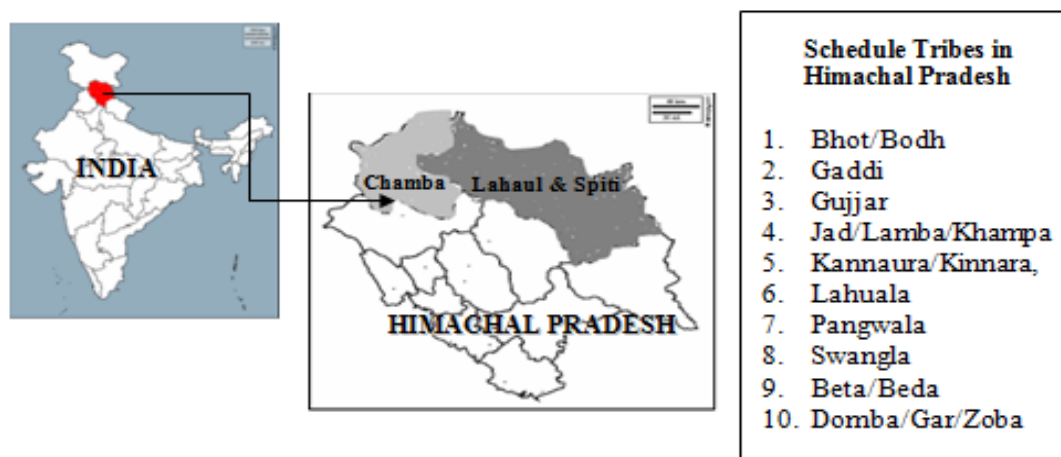 INDIA
Chamba
Lahaul & Spiti
HIMACHAL PRADESH
Schedule Tribes in
Himachal Pradesh
1. Bhot/Bodh
2. Gaddi
3. Gujjar
4. Jad/Lamba/Khampa
5. Kannaura/Kinnara,
6. Lahuala
7. Pangwala
8. Swangla
9. Beta/Beda
10. Domba/Gar/Zoba